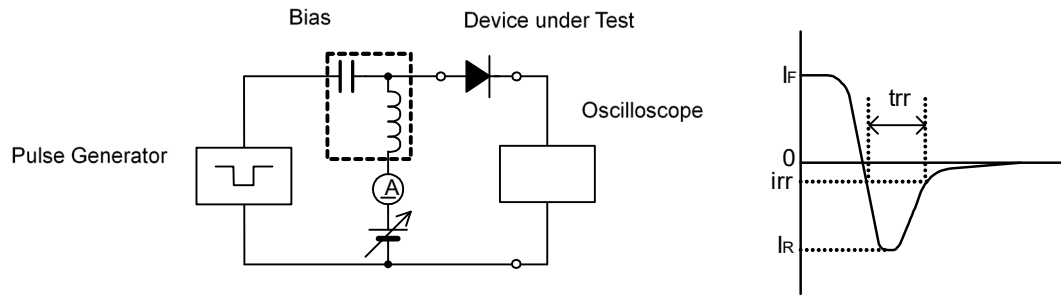 Bias
Device under Test
Oscilloscope
Pulse Generator
A
IF
trr
0
irr
IR